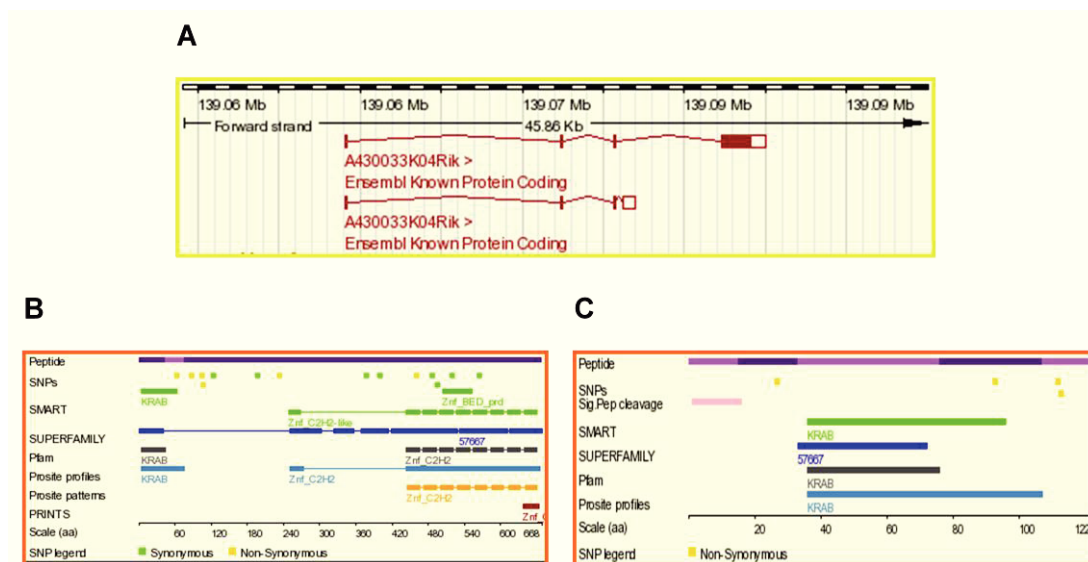 A
139.06 Mb 139.06 Mb 139.07 Mb 139.09 Mb 139.09 Mb
Forward strand 45.86 Kb
A430033K04Rik >
Ensembl Known Protein Coding
A430033K04Rik >
Ensembl Known Protein Coding
B
Peptide
SNPs
KRAB Znf_BED_prd
SMART
Znf_C2H2-like
SUPERFAMILY
57667
Pfam
KRAB Znf_C2H2
Prosite profiles
KRAB Znf_C2H2
Prosite patterns
Znf_C2H2
PRINTS
Scale (aa) 60 120 180 240 300 360 420 480 540 600 668
SNP legend Synonymous Non-Synonymous
C
Peptide
SNPs
Sig.Pep cleavage
SMART
KRAB
SUPERFAMILY
57667
Pfam
KRAB
Prosite profiles
KRAB
Scale (aa) 20 40 60 80 100 122
SNP legend Non-Synonymous